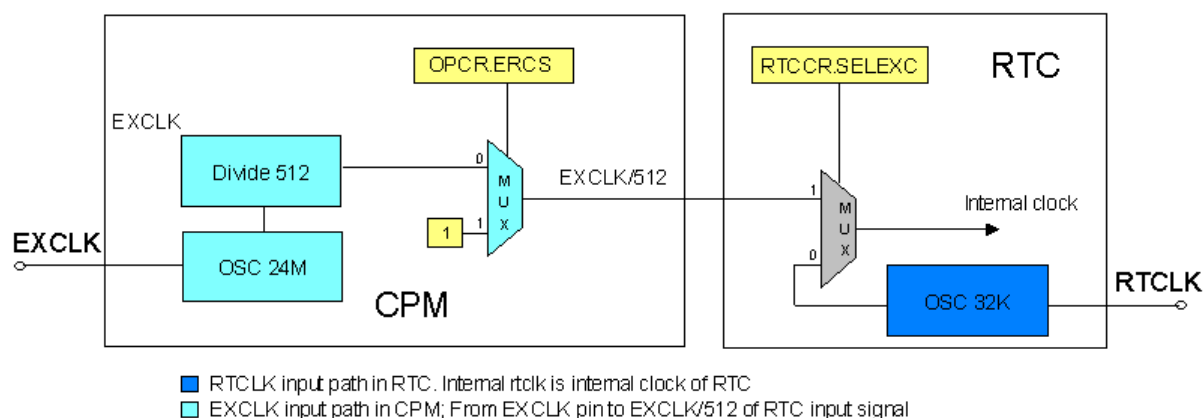 OPCR.ERCS
RTCCR.SELEXC
RTC
EXCLK
Divide 512
0
MUX
EXCLK/512
1
MUX
Internal clock
1
1
EXCLK
OSC 24M
0
CPM
OSC 32K
RTCLK
RTCLK input path in RTC. Internal rtclk is internal clock of RTC
EXCLK input path in CPM; From EXCLK pin to EXCLK/512 of RTC input signal